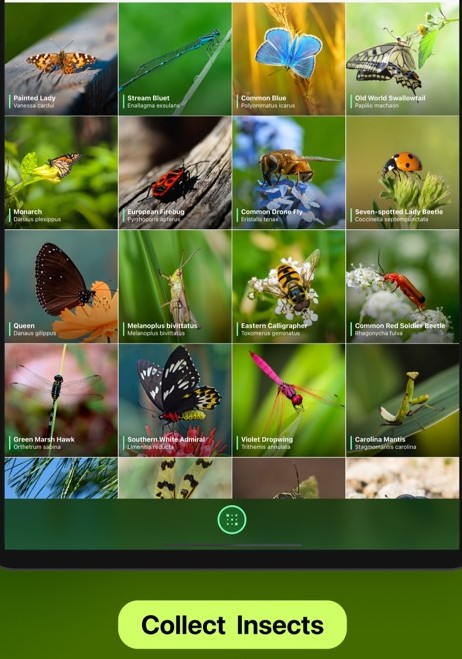 Painted Lady
Vanessa cardui
Stream Bluet
Enallagma exsulans
Common Blue
Polyommatus icarus
Old World Swallowtail
Papilio machaon
Monarch
Danaus plexippus
European Firebug
Pyrrhocoris apterus
Common Drone Fly
Eristalis tenax
Seven-spotted Lady Beetle
Coccinella septempunctata
Queen
Danaus gilippus
Melanoplus bivittatus
Melanoplus bivittatus
Eastern Calligrapher
Toxomerus geminatus
Common Red Soldier Beetle
Rhagonycha fulva
Green Marsh Hawk
Orthetrum sabina
Southern White Admiral
Limenitis reducta
Violet Dropwing
Trithemis annulata
Carolina Mantis
Stagmomantis carolina
Collect Insects